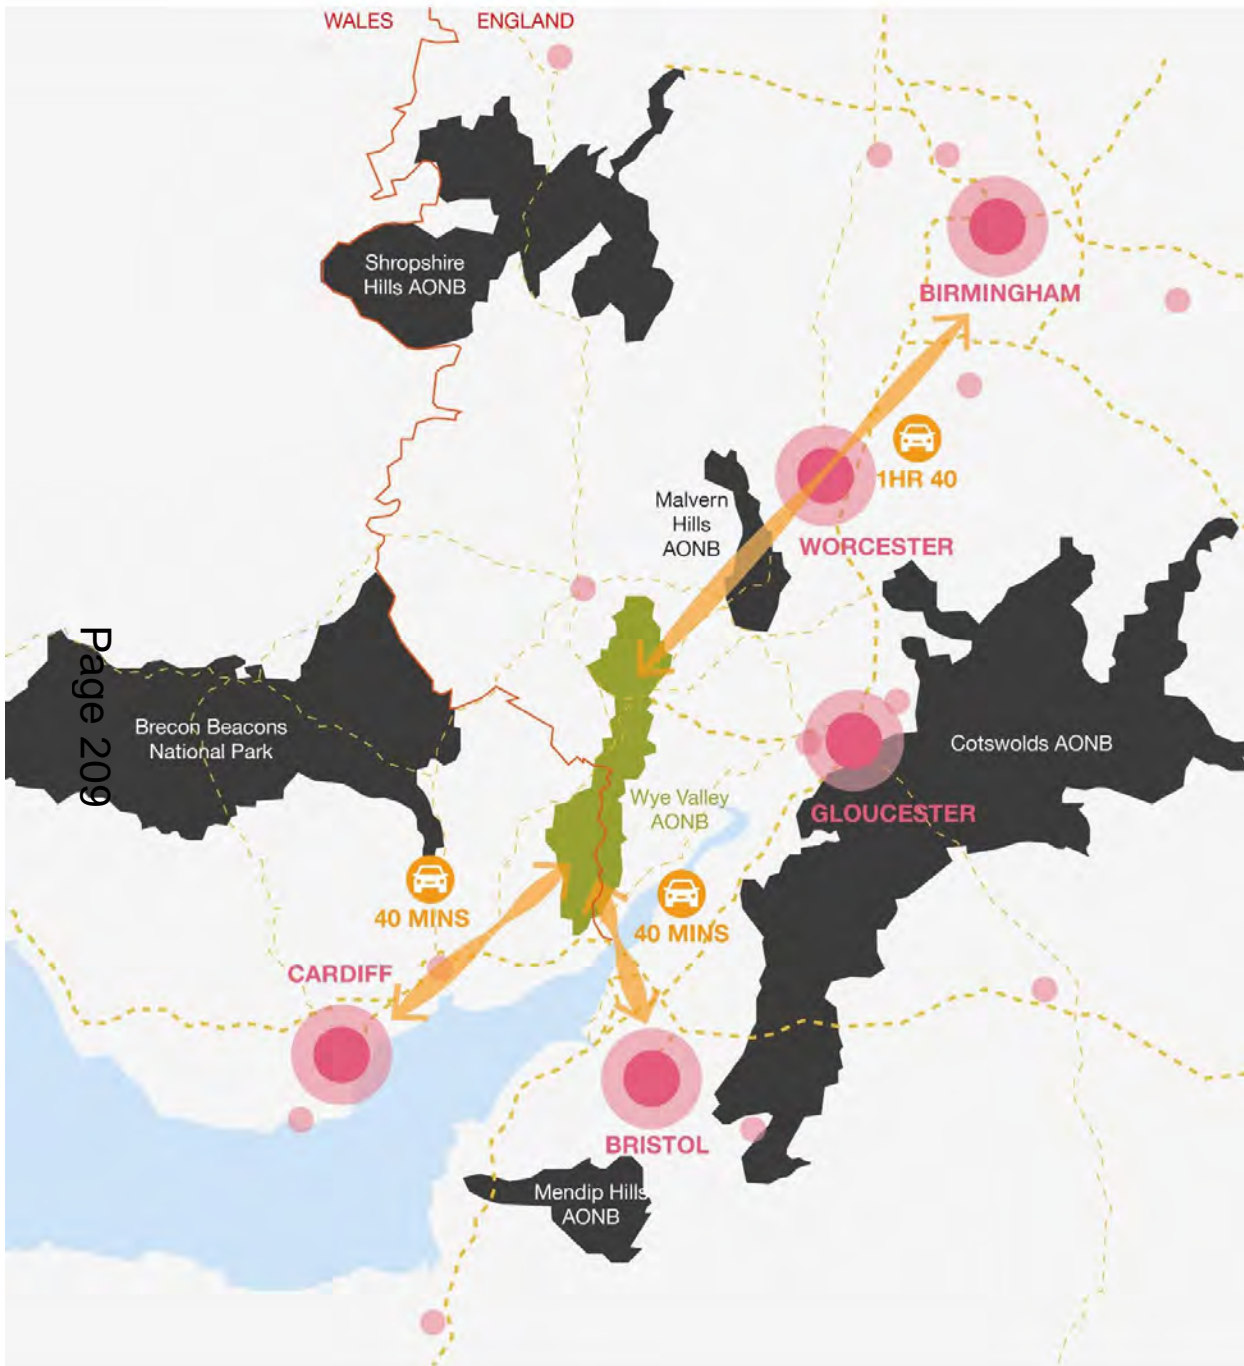 WALES
ENGLAND
Shropshire
Hills AONB
BIRMINGHAM
1HR 40
Malvern
Hills
AONB
WORCESTER
Page 209
Brecon Beacons
National Park
Cotswolds AONB
Wye Valley
AONB
GLOUCESTER
40 MINS
40 MINS
CARDIFF
BRISTOL
Mendip Hills
AONB